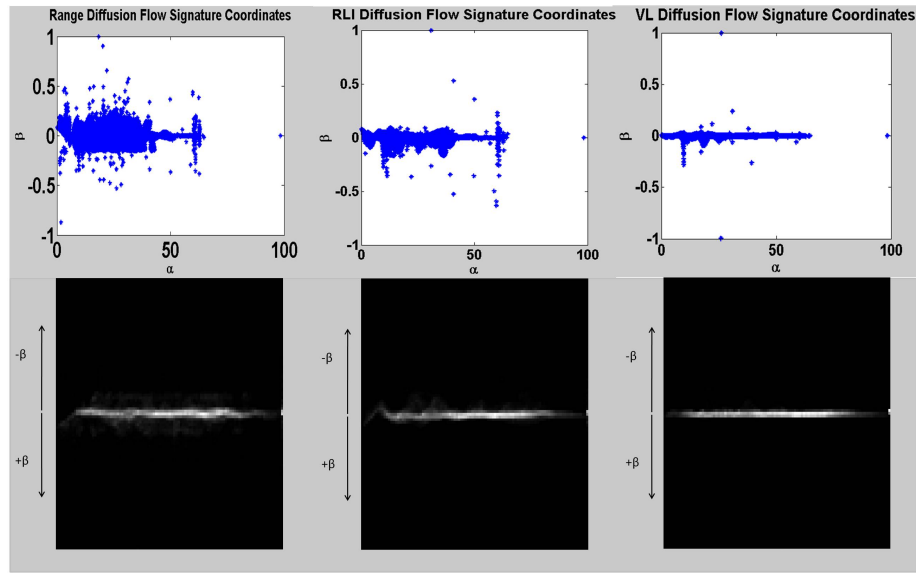 Range Diffusion Flow Signature Coordinates
1
0.5
0
-0.5
-1
0
50
100
β
α
RLI Diffusion Flow Signature Coordinates
1
0.5
0
-0.5
-1
0
50
100
β
α
VL Diffusion Flow Signature Coordinates
1
0.5
0
-0.5
-1
0
50
100
β
α
-β
+β
-β
+β
-β
+β